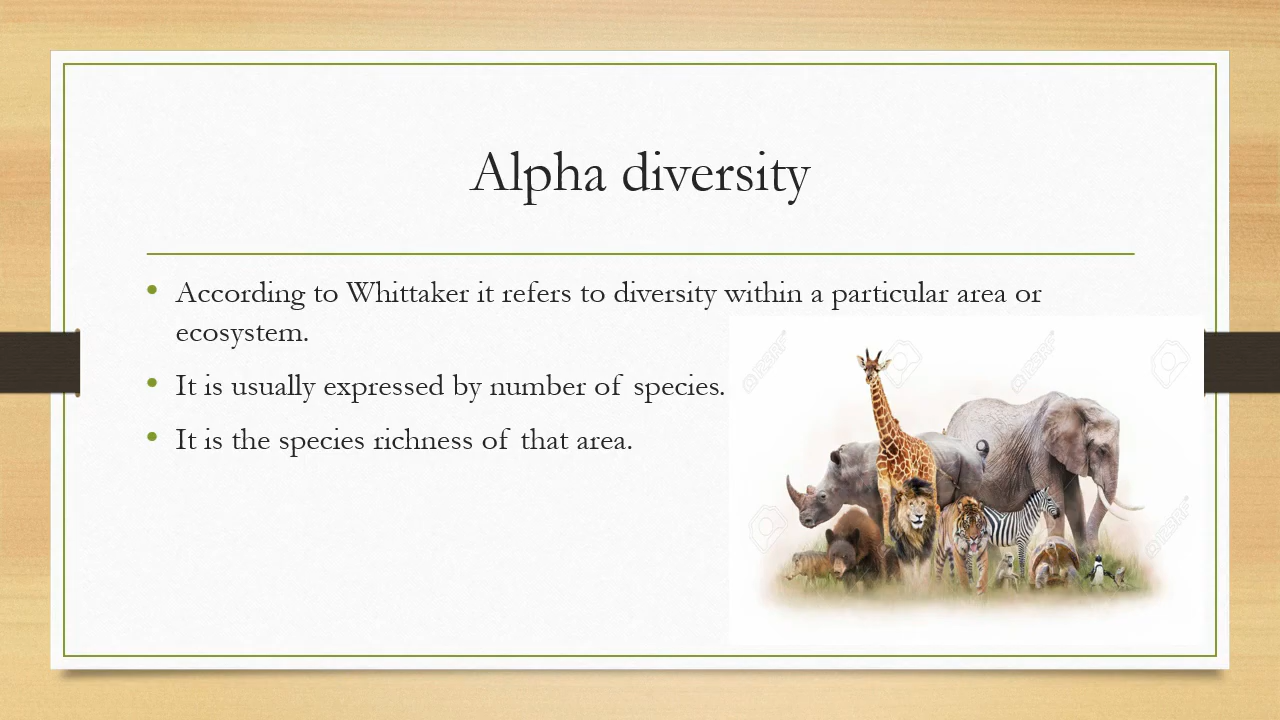 Alpha diversity
• According to Whittaker it refers to diversity within a particular area or
ecosystem.
• It is usually expressed by number of species.
• It is the species richness of that area.